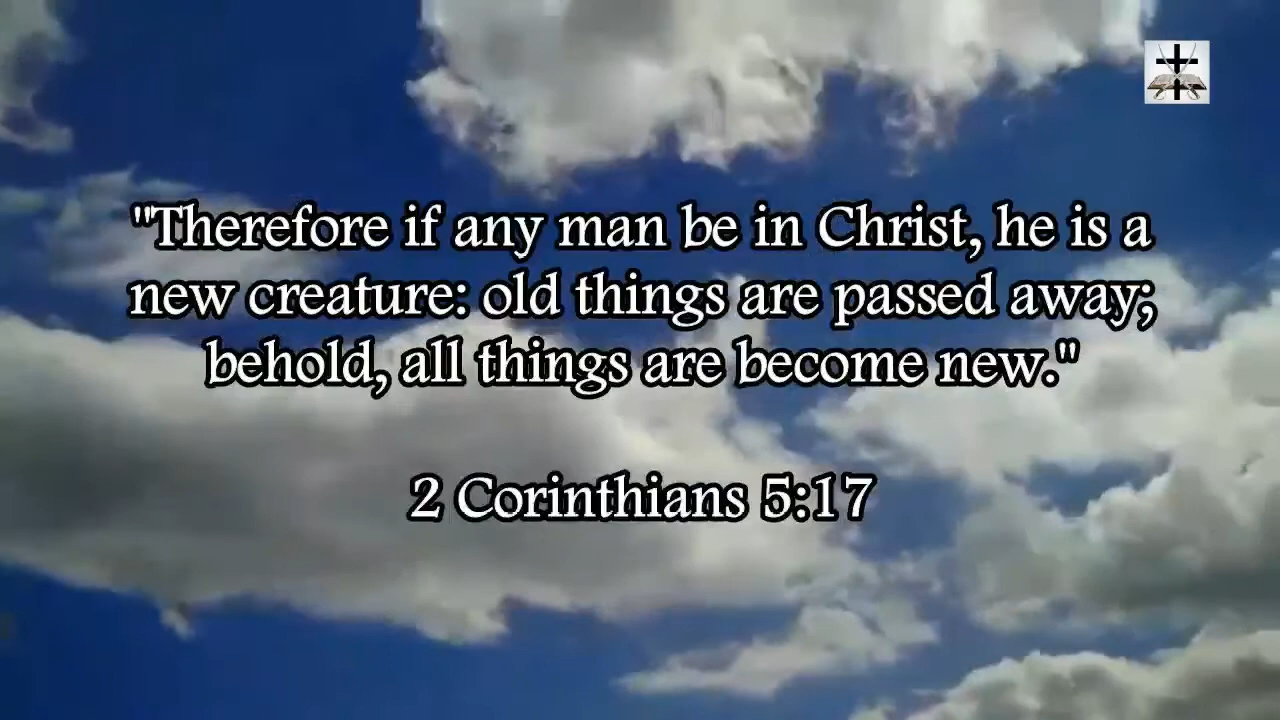 "Therefore if any man be in Christ, he is a
new creature: old things are passed away;
behold, all things are become new."
2 Corinthians 5:17